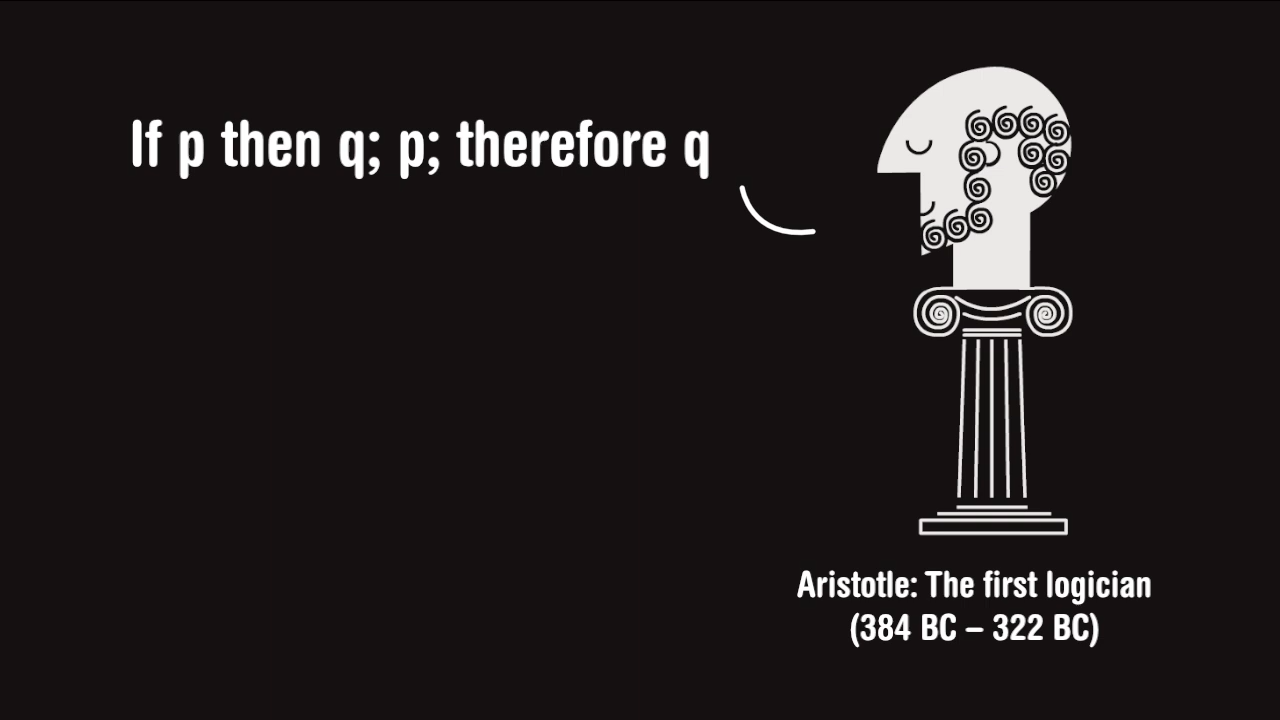 If p then q; p; therefore q
Aristotle: The first logician
(384 BC – 322 BC)